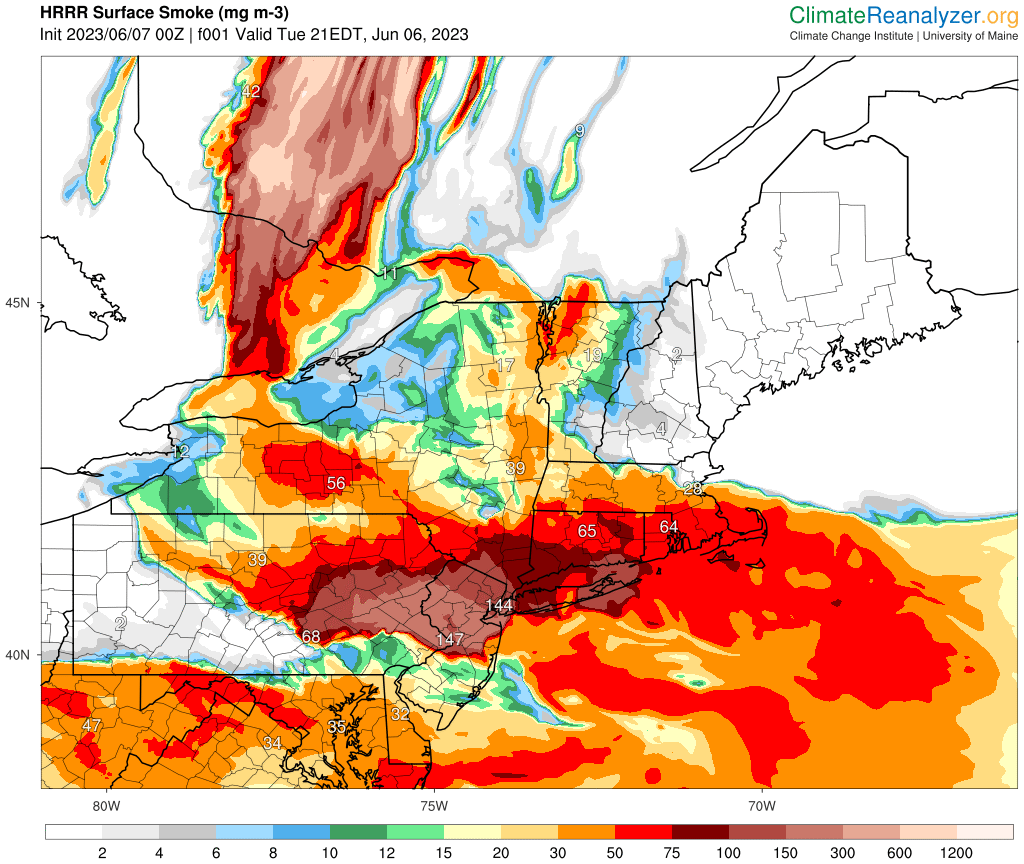 HRRR Surface Smoke (mg m-3)
ClimateReanalyzer.org
Init 2023/06/07 00Z | f001 Valid Tue 21EDT, Jun 06, 2023
Climate Change Institute | University of Maine
42
9
11
45N
4
2
17
19
4
12
39
56
28
65
64
39
144
2
68
147
40N
32
47
35
34
80W 75W 70W
2 4 6 8 10 12 15 20 30 50 75 100 150 300 600 1200